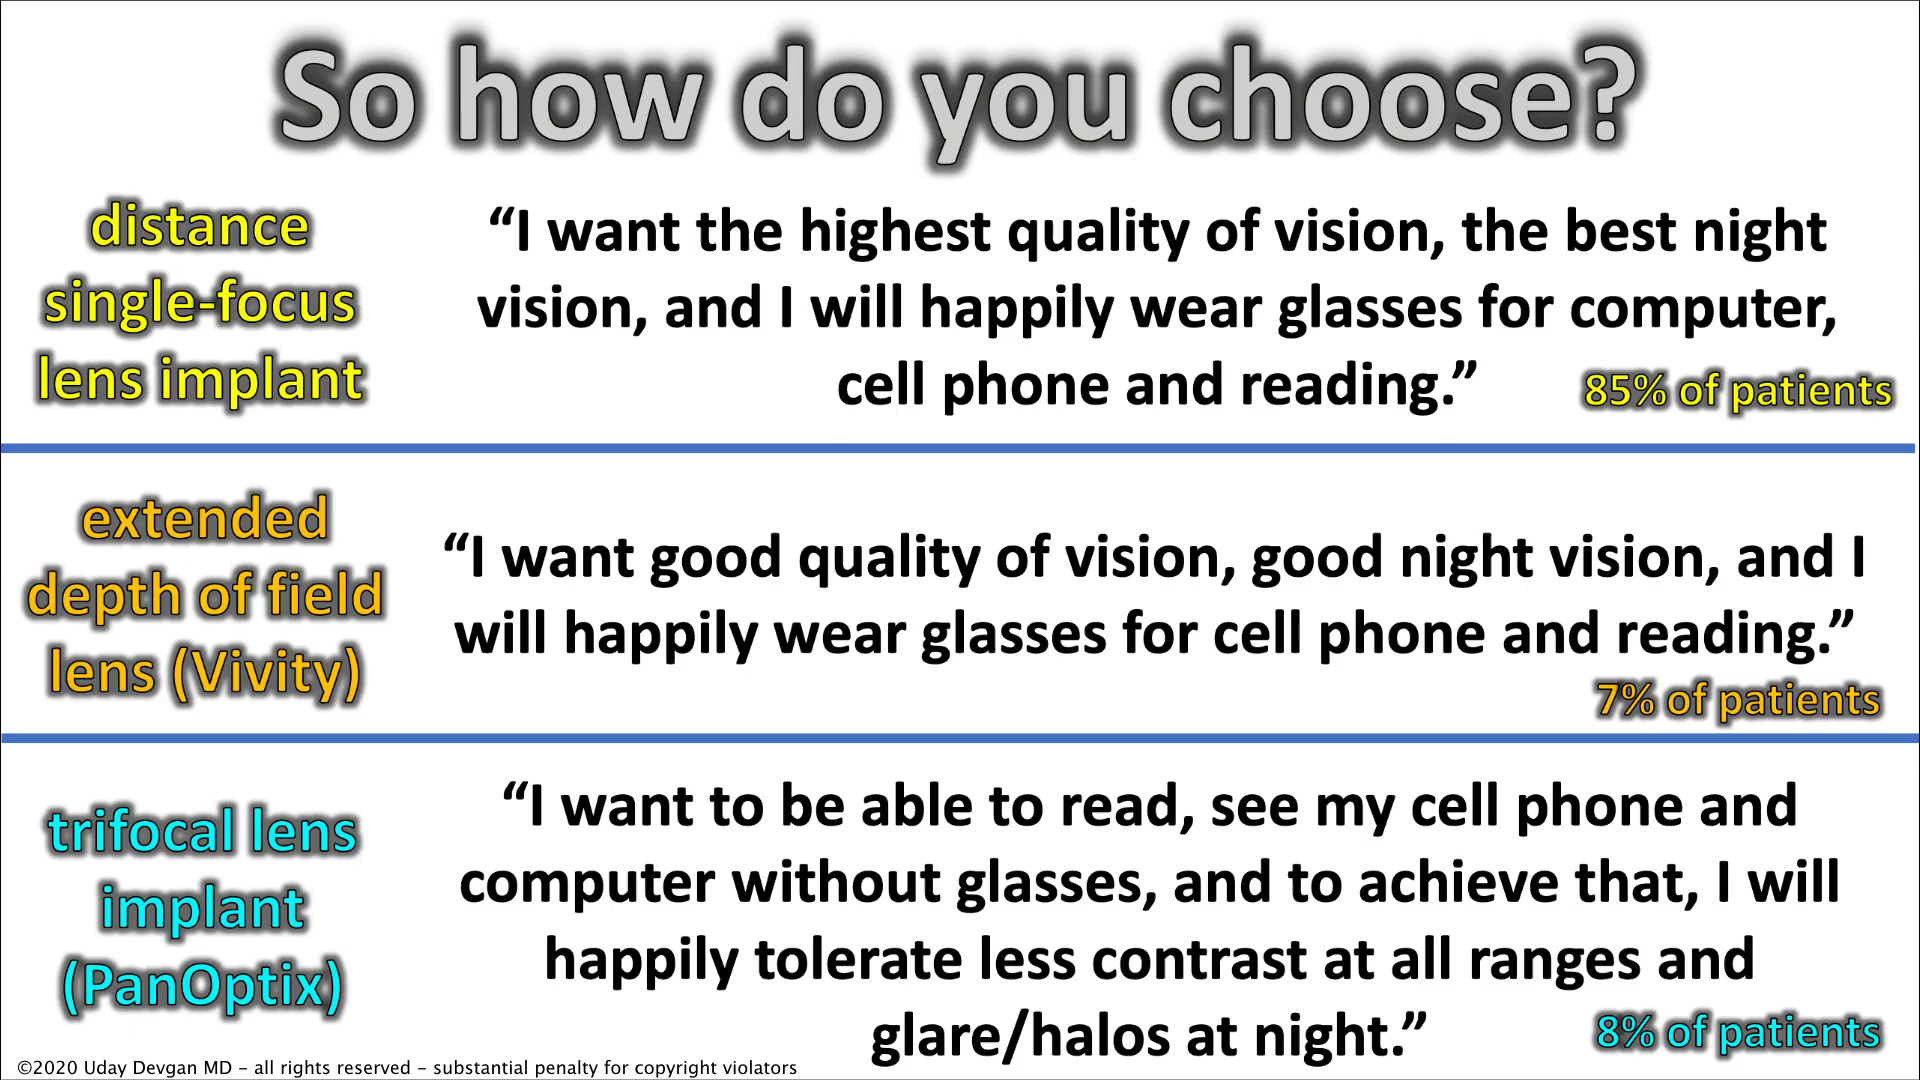 So how do you choose?
distance
single-focus
lens implant
“I want the highest quality of vision, the best night
vision, and I will happily wear glasses for computer,
cell phone and reading.”
85% of patients
extended
depth of field
lens (Vivity)
“I want good quality of vision, good night vision, and I
will happily wear glasses for cell phone and reading.”
7% of patients
trifocal lens
implant
(PanOptix)
“I want to be able to read, see my cell phone and
computer without glasses, and to achieve that, I will
happily tolerate less contrast at all ranges and
glare/halos at night.”
8% of patients
©2020 Uday Devgan MD – all rights reserved – substantial penalty for copyright violators